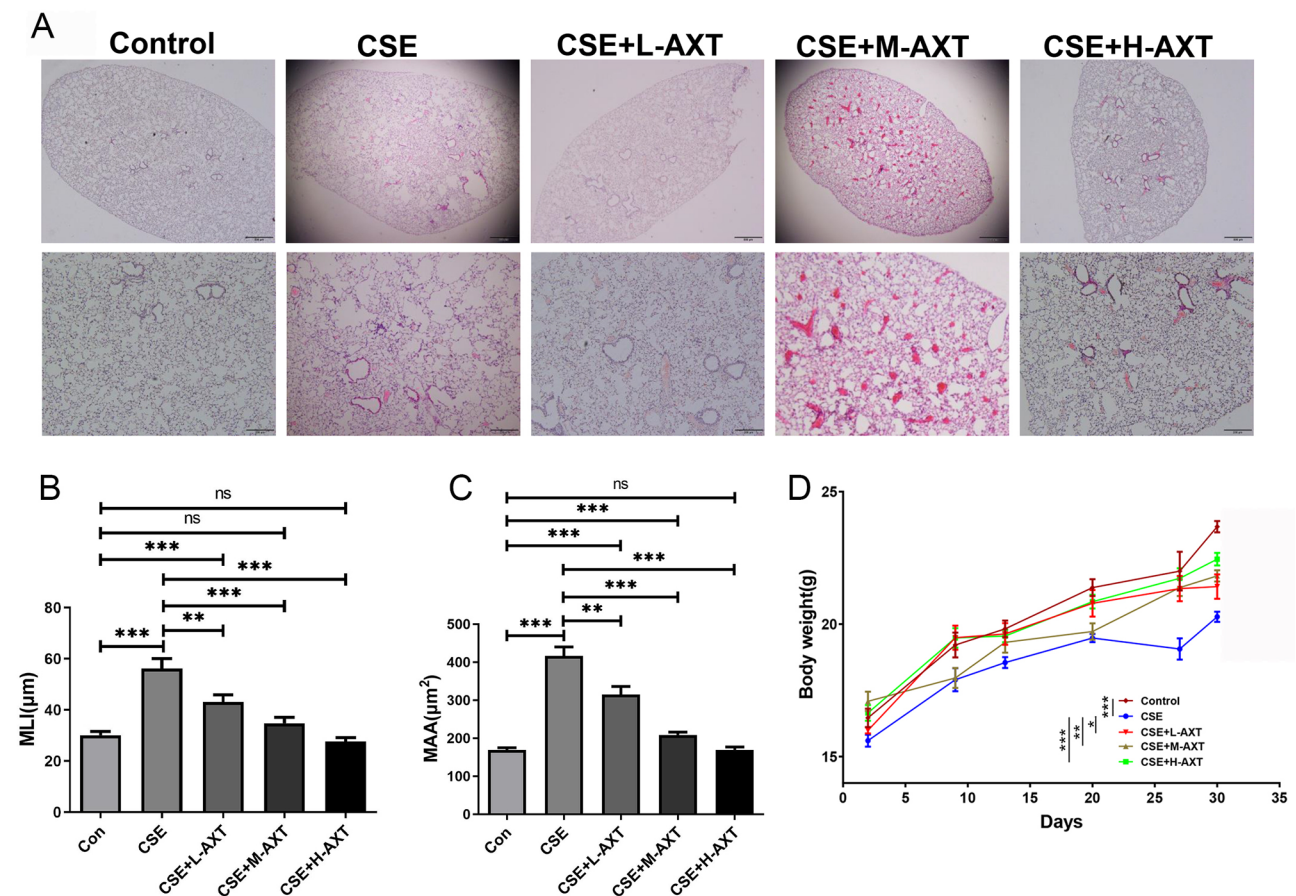 A
Control
CSE
CSE+L-AXT
CSE+M-AXT
CSE+H-AXT
B
ns
ns
***
***
***
**
***
MLI(μm)
80
60
40
20
0
Con
CSE
CSE+L-AXT
CSE+M-AXT
CSE+H-AXT
C
ns
***
***
***
***
**
***
MAA(μm²)
500
400
300
200
100
0
Con
CSE
CSE+L-AXT
CSE+M-AXT
CSE+H-AXT
D
Body weight(g)
25
20
15
0
5
10
15
20
25
30
35
Days
***
**
*
***
Control
CSE
CSE+L-AXT
CSE+M-AXT
CSE+H-AXT